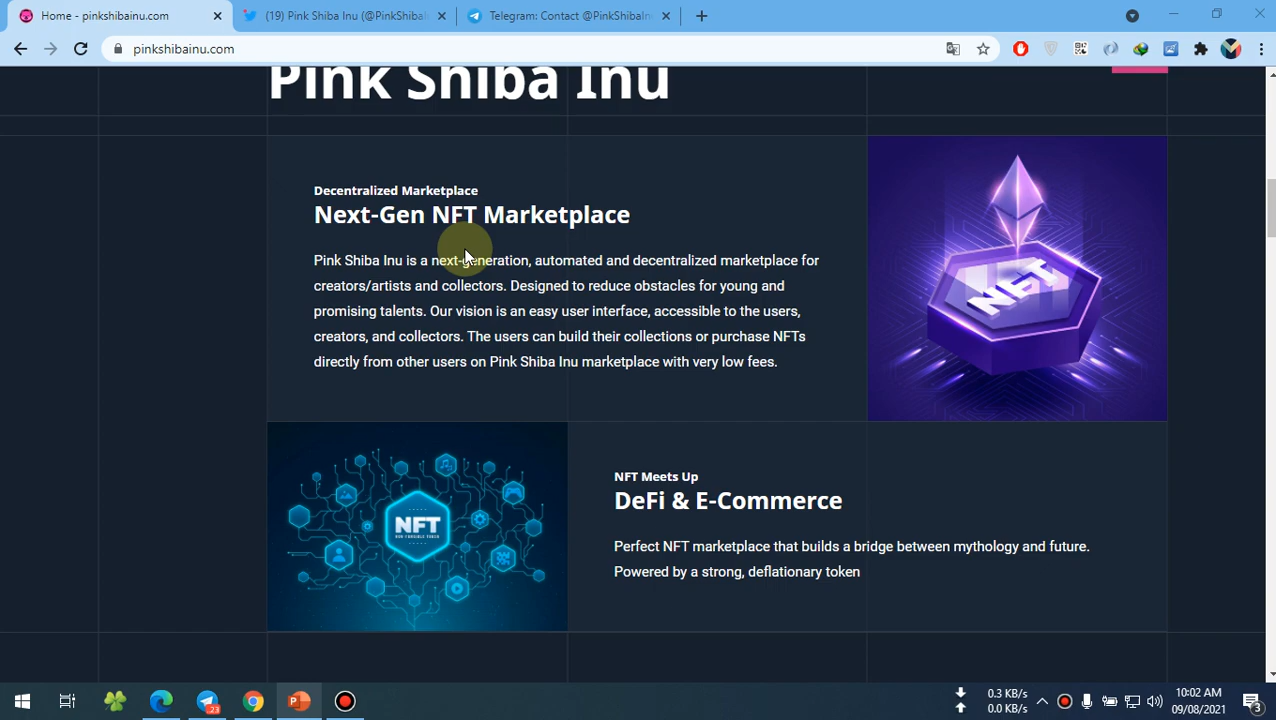 Home - pinkshibainu.com
(19) Pink Shiba Inu (@PinkShiba
Telegram: Contact @PinkShibaIn
pinkshibainu.com
Pink Shiba Inu
Decentralized Marketplace
Next-Gen NFT Marketplace
Pink Shiba Inu is a next-generation, automated and decentralized marketplace for
creators/artists and collectors. Designed to reduce obstacles for young and
promising talents. Our vision is an easy user interface, accessible to the users,
creators, and collectors. The users can build their collections or purchase NFTs
directly from other users on Pink Shiba Inu marketplace with very low fees.
NFT
NFT
NON FUNGIBLE TOKEN
NFT Meets Up
DeFi & E-Commerce
Perfect NFT marketplace that builds a bridge between mythology and future.
Powered by a strong, deflationary token
23
0.3 KB/s
0.0 KB/s
10:02 AM
09/08/2021
3